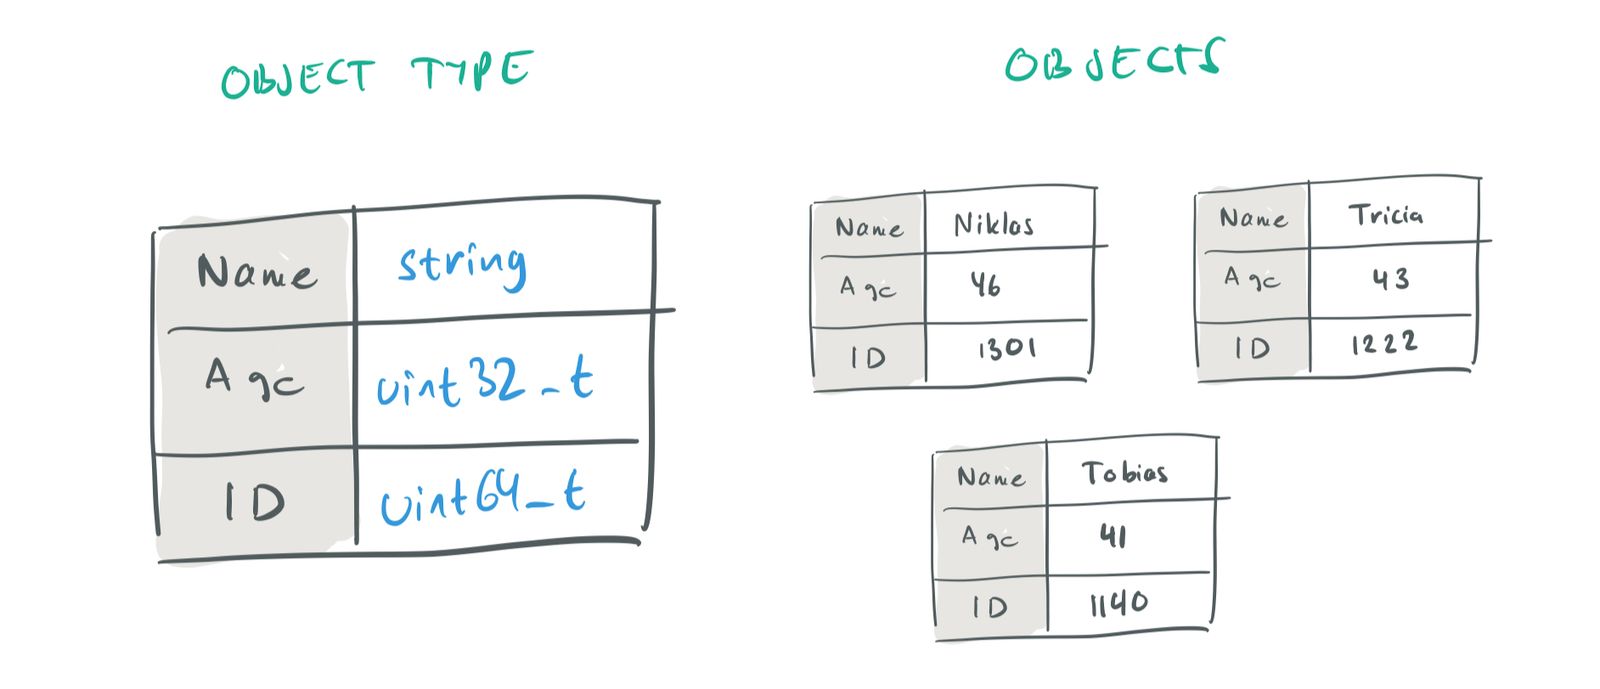 OBJECT TYPE
Name string
Age uint32_t
ID uint64_t
OBJECTS
Name Niklas
Age 46
ID 1301
Name Tricia
Age 43
ID 1222
Name Tobias
Age 41
ID 1140